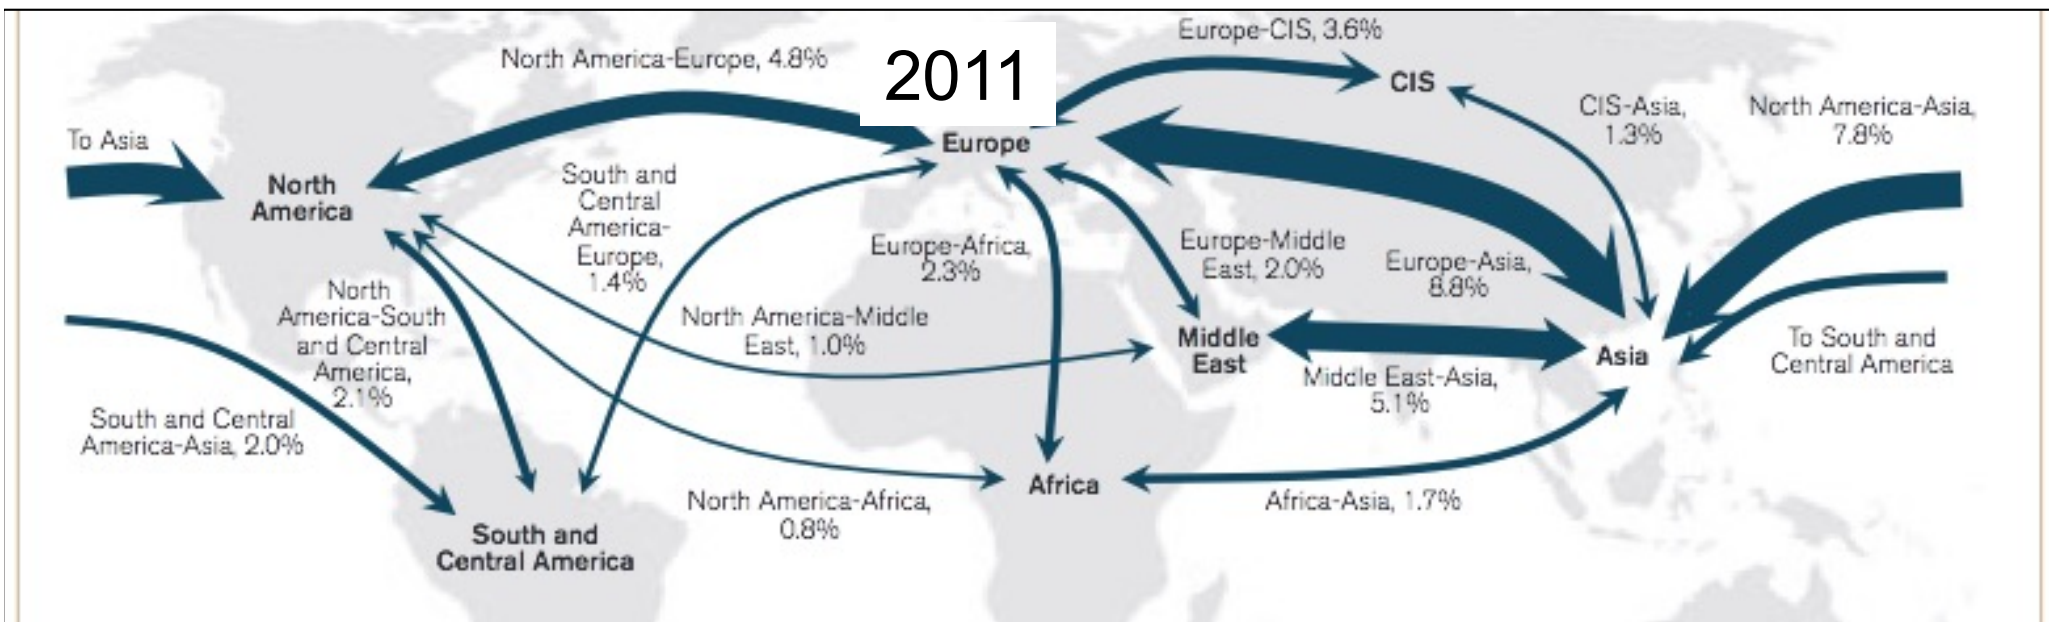 2011
Europe-CIS, 3.6%
North America-Europe, 4.8%
CIS
CIS-Asia,
1.3%
North America-Asia,
7.8%
To Asia
Europe
North
America
South and
Central
America-
Europe,
1.4%
Europe-Africa,
2.3%
Europe-Middle
East, 2.0%
Europe-Asia,
8.8%
North
America-South
and Central
America,
2.1%
North America-Middle
East, 1.0%
Middle
East
Asia
To South and
Central America
Middle East-Asia,
5.1%
South and Central
America-Asia, 2.0%
North America-Africa,
0.8%
Africa
Africa-Asia, 1.7%
South and
Central America